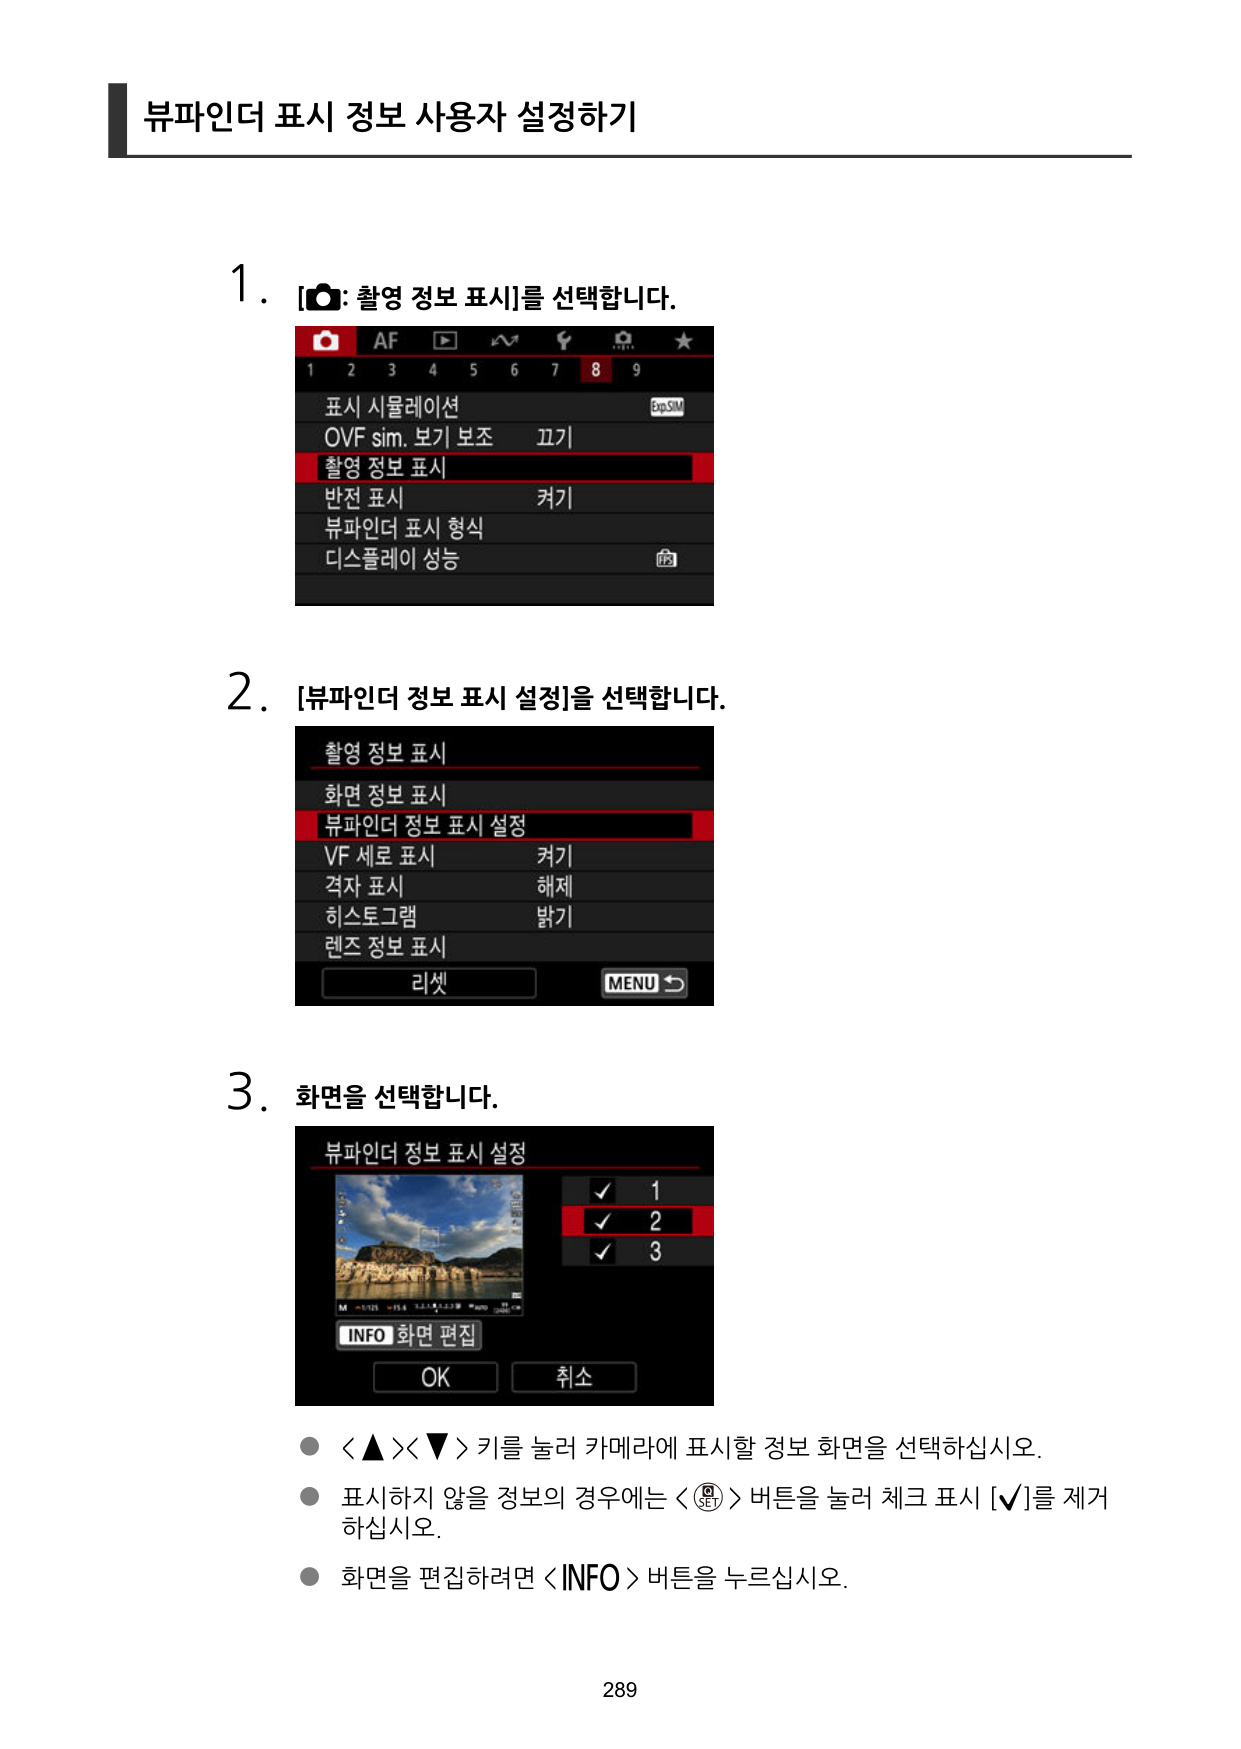 뷰파인더 표시 정보 사용자 설정하기
1. [📷: 촬영 정보 표시]를 선택합니다.
AF
1 2 3 4 5 6 7 8 9
표시 시뮬레이션 Exp.SIM
OVF sim. 보기 보조 끄기
촬영 정보 표시
반전 표시 켜기
뷰파인더 표시 형식
디스플레이 성능 FPS
2. [뷰파인더 정보 표시 설정]을 선택합니다.
촬영 정보 표시
화면 정보 표시
뷰파인더 정보 표시 설정
VF 세로 표시 켜기
격자 표시 해제
히스토그램 밝기
렌즈 정보 표시
리셋 MENU
3. 화면을 선택합니다.
뷰파인더 정보 표시 설정
✓ 1
✓ 2
✓ 3
M 1/125 F5.6 AUTO
INFO 화면 편집
OK 취소
● <▲><▼> 키를 눌러 카메라에 표시할 정보 화면을 선택하십시오.
● 표시하지 않을 정보의 경우에는 <Q SET> 버튼을 눌러 체크 표시 [✓]를 제거
하십시오.
● 화면을 편집하려면 <INFO> 버튼을 누르십시오.
289